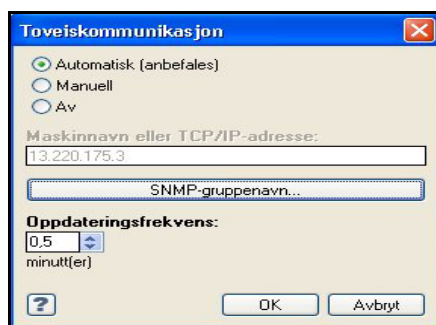 Toveiskommunikasjon
Automatisk (anbefales)
Manuell
Av
Maskinnavn eller TCP/IP-adresse:
13.220.175.3
SNMP-gruppenavn...
Oppdateringsfrekvens:
0,5
minutt(er)
?
OK
Avbryt